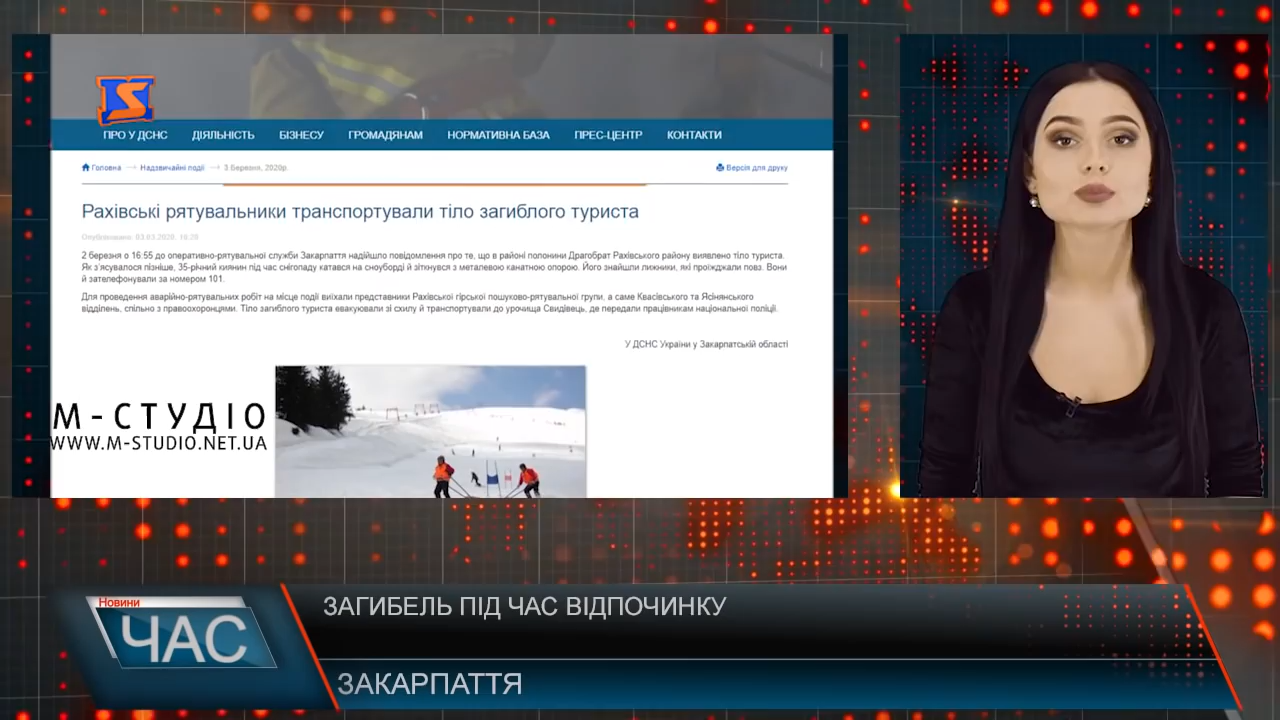 ПРО У ДСНС ДІЯЛЬНІСТЬ БІЗНЕСУ ГРОМАДЯНАМ НОРМАТИВНА БАЗА ПРЕС-ЦЕНТР КОНТАКТИ
Головна → Надзвичайні події → 3 Березня, 2020р. Версія для друку
Рахівські рятувальники транспортували тіло загиблого туриста
Опубліковано: 03.03.2020, 16:28
2 березня о 16:55 до оперативно-рятувальної служби Закарпаття надійшло повідомлення про те, що в районі полонини Драгобрат Рахівського району виявлено тіло туриста.
Як з'ясувалося пізніше, 35-річний киянин під час снігопаду катався на сноуборді й зіткнувся з металевою канатною опорою. Його знайшли лижники, які проїжджали повз. Вони
й зателефонували за номером 101.
Для проведення аварійно-рятувальних робіт на місце події виїхали представники Рахівської гірської пошуково-рятувальної групи, а саме Квасівського та Ясінянського
відділень, спільно з правоохоронцями. Тіло загиблого туриста евакуювали зі схилу й транспортували до урочища Свидівець, де передали працівникам національної поліції.
У ДСНС України у Закарпатській області
М-СТУДІО
WWW.M-STUDIO.NET.UA
Новини
ЧАС
ЗАГИБЕЛЬ ПІД ЧАС ВІДПОЧИНКУ
ЗАКАРПАТТЯ